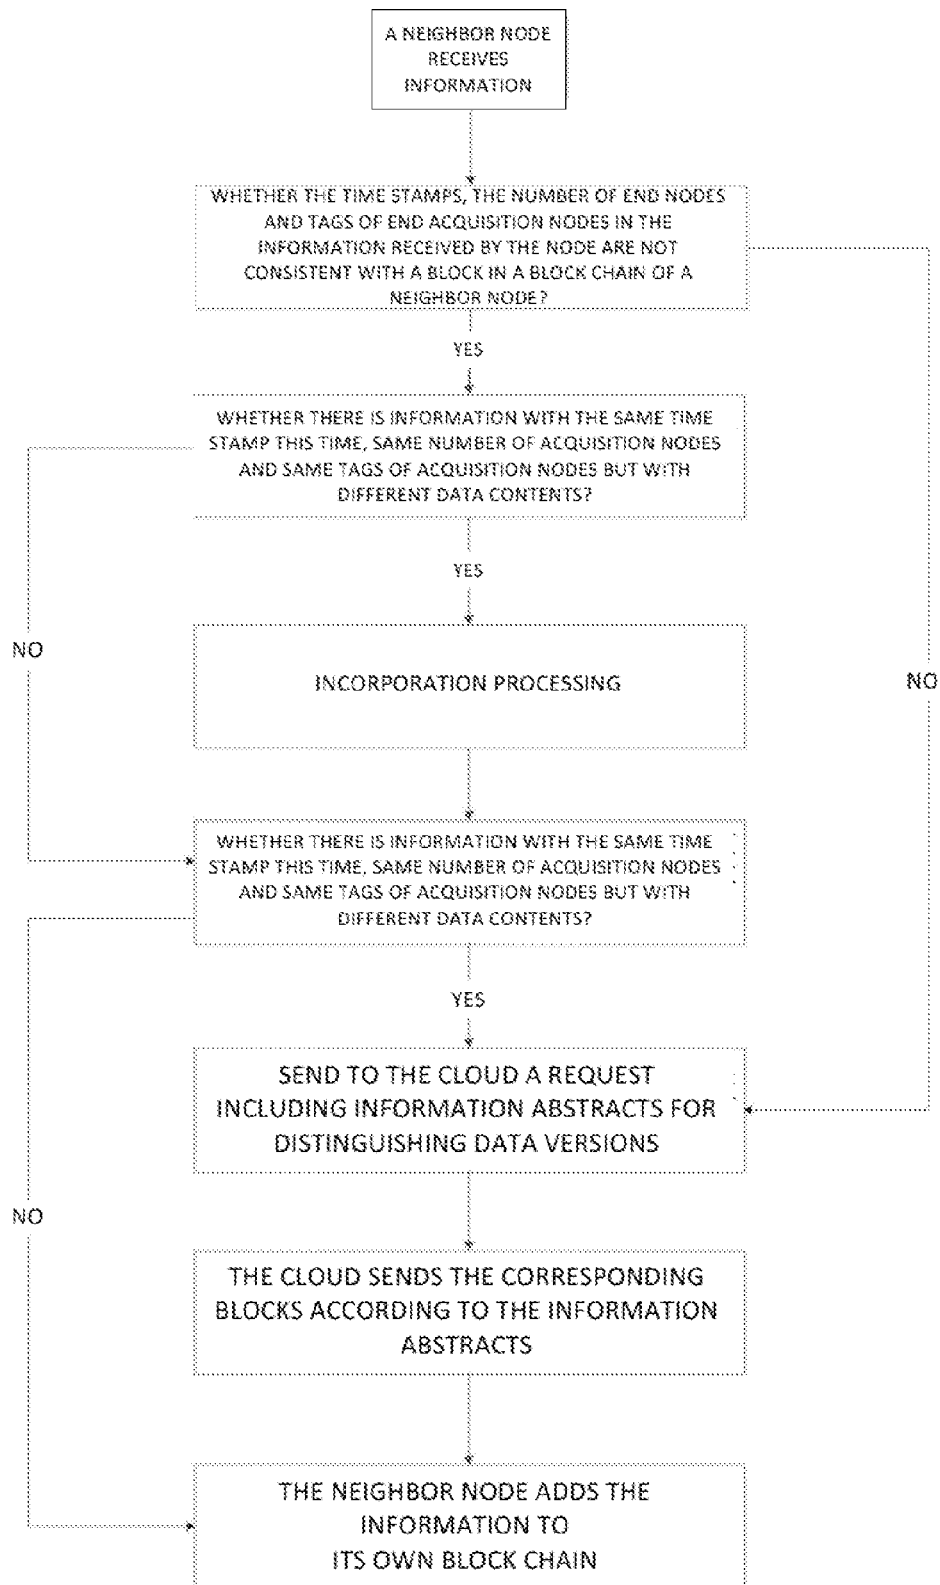 A NEIGHBOR NODE
RECEIVES
INFORMATION
WHETHER THE TIME STAMPS, THE NUMBER OF END NODES
AND TAGS OF END ACQUISITION NODES IN THE
INFORMATION RECEIVED BY THE NODE ARE NOT
CONSISTENT WITH A BLOCK IN A BLOCK CHAIN OF A
NEIGHBOR NODE?
YES
WHETHER THERE IS INFORMATION WITH THE SAME TIME
STAMP THIS TIME, SAME NUMBER OF ACQUISITION NODES
AND SAME TAGS OF ACQUISITION NODES BUT WITH
DIFFERENT DATA CONTENTS?
YES
NO
INCORPORATION PROCESSING
NO
WHETHER THERE IS INFORMATION WITH THE SAME TIME
STAMP THIS TIME, SAME NUMBER OF ACQUISITION NODES
AND SAME TAGS OF ACQUISITION NODES BUT WITH
DIFFERENT DATA CONTENTS?
YES
SEND TO THE CLOUD A REQUEST
INCLUDING INFORMATION ABSTRACTS FOR
DISTINGUISHING DATA VERSIONS
NO
THE CLOUD SENDS THE CORRESPONDING
BLOCKS ACCORDING TO THE INFORMATION
ABSTRACTS
THE NEIGHBOR NODE ADDS THE
INFORMATION TO
ITS OWN BLOCK CHAIN